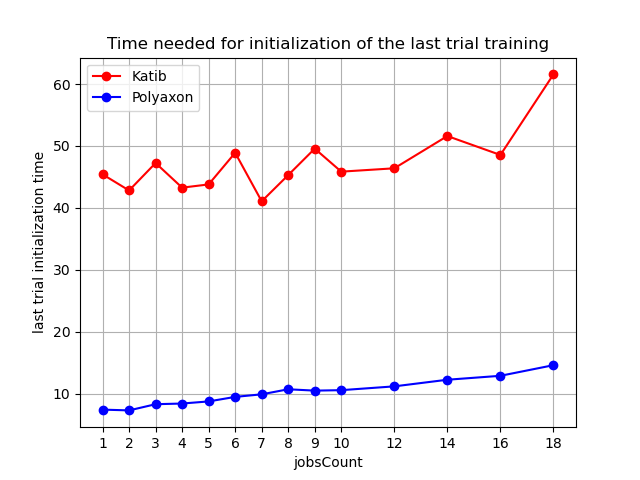 Time needed for initialization of the last trial training
Katib
Polyaxon
last trial initialization time
60
50
40
30
20
10
1 2 3 4 5 6 7 8 9 10 12 14 16 18
jobsCount